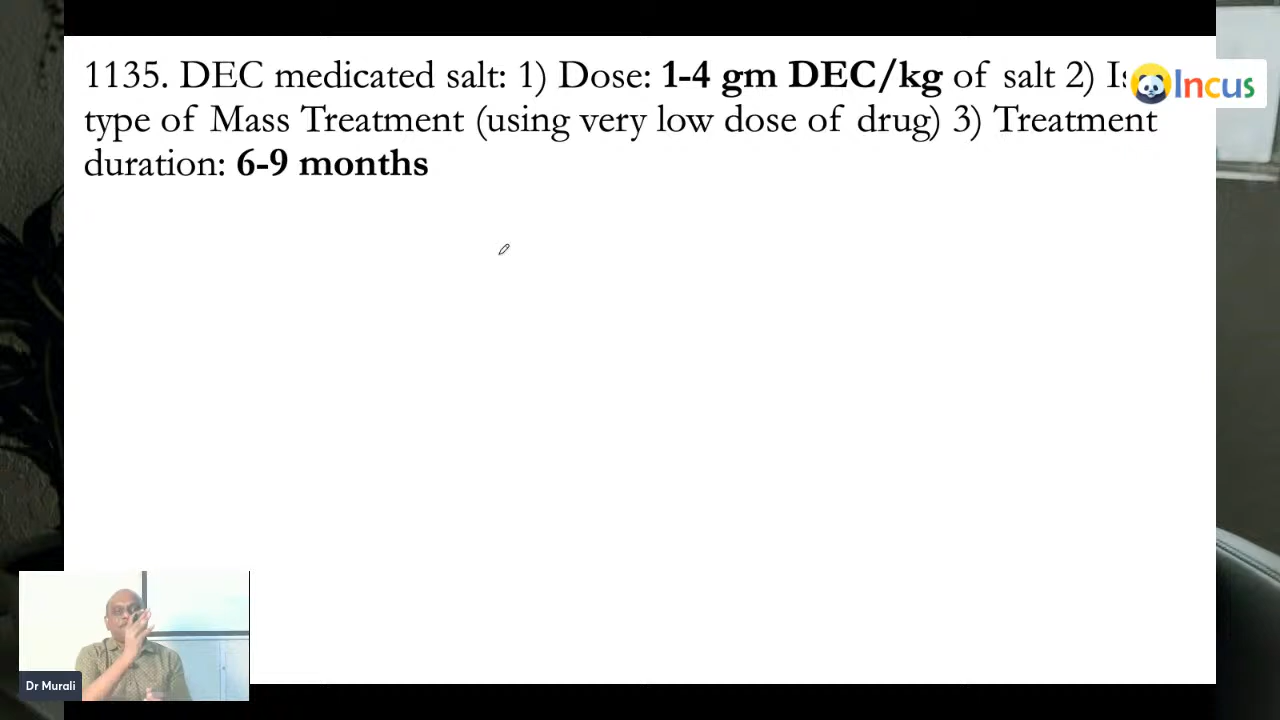 1135. DEC medicated salt: 1) Dose: 1-4 gm DEC/kg of salt 2) Is
type of Mass Treatment (using very low dose of drug) 3) Treatment
duration: 6-9 months
Incus
Dr Murali